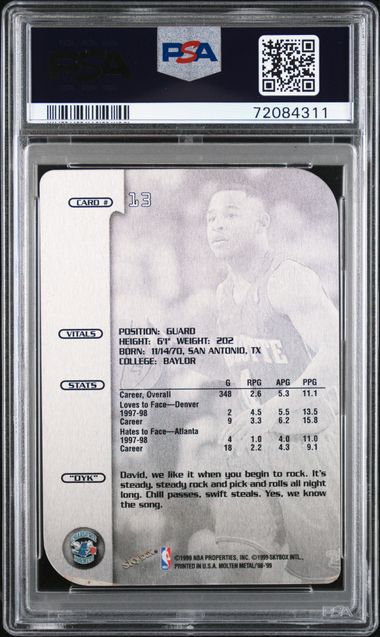 PSA
PSA
72084311
CARD #
13
VITALS
POSITION: GUARD
HEIGHT: 6'1" WEIGHT: 202
BORN: 11/14/70, SAN ANTONIO, TX
COLLEGE: BAYLOR
STATS
G RPG APG PPG
Career, Overall 348 2.6 5.3 11.1
Loves to Face—Denver
1997-98 2 4.5 5.5 13.5
Career 9 3.3 6.2 15.8
Hates to Face—Atlanta
1997-98 4 1.0 4.0 11.0
Career 18 2.2 4.3 9.1
"DYK"
David, we like it when you begin to rock. It's
steady, steady rock and pick and rolls all night
long. Chill passes, swift steals. Yes, we know
the song.
SkyBox
NBA
©1999 NBA PROPERTIES, INC. ©1999 SKYBOX INTL.,
PRINTED IN U.S.A. MOLTEN METAL/'98-'99
PSA